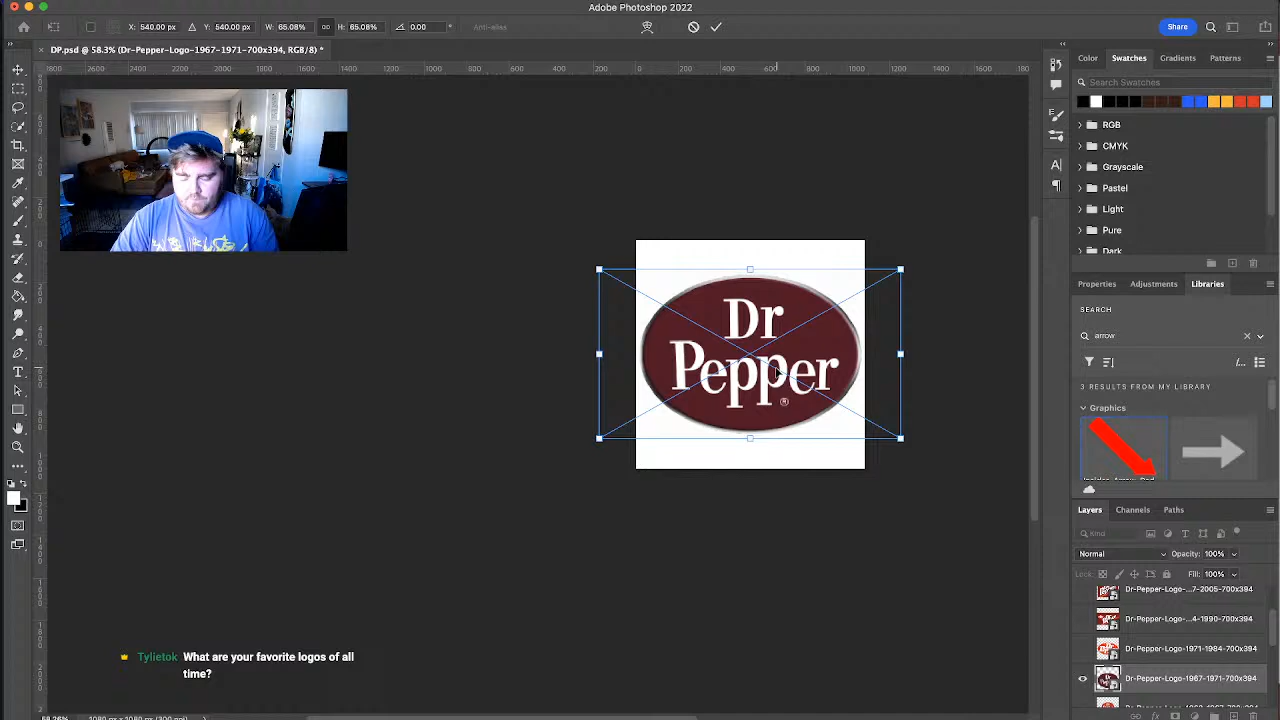 Adobe Photoshop 2022
X: 540.00 px Y: 540.00 px W: 65.08% H: 65.08% 0.00 ° Anti-alies
Share
DP.psd @ 58.3% (Dr-Pepper-Logo-1967-1971-700x394, RGB/8) *
Color Swatches Gradients Patterns
Search Swatches
RGB
CMYK
Grayscale
Pastel
Light
Pure
Dark
Properties Adjustments Libraries
SEARCH
arrow
3 RESULTS FROM MY LIBRARY
Graphics
Layers Channels Paths
Kind
Normal Opacity: 100%
Lock: Fill: 100%
Dr-Pepper-Logo-...7-2005-700x394
Dr-Pepper-Logo-...4-1990-700x394
Dr-Pepper-Logo-1971-1984-700x394
Dr-Pepper-Logo-1967-1971-700x394
Dr
Pepper
®
Tylietok What are your favorite logos of all
time?